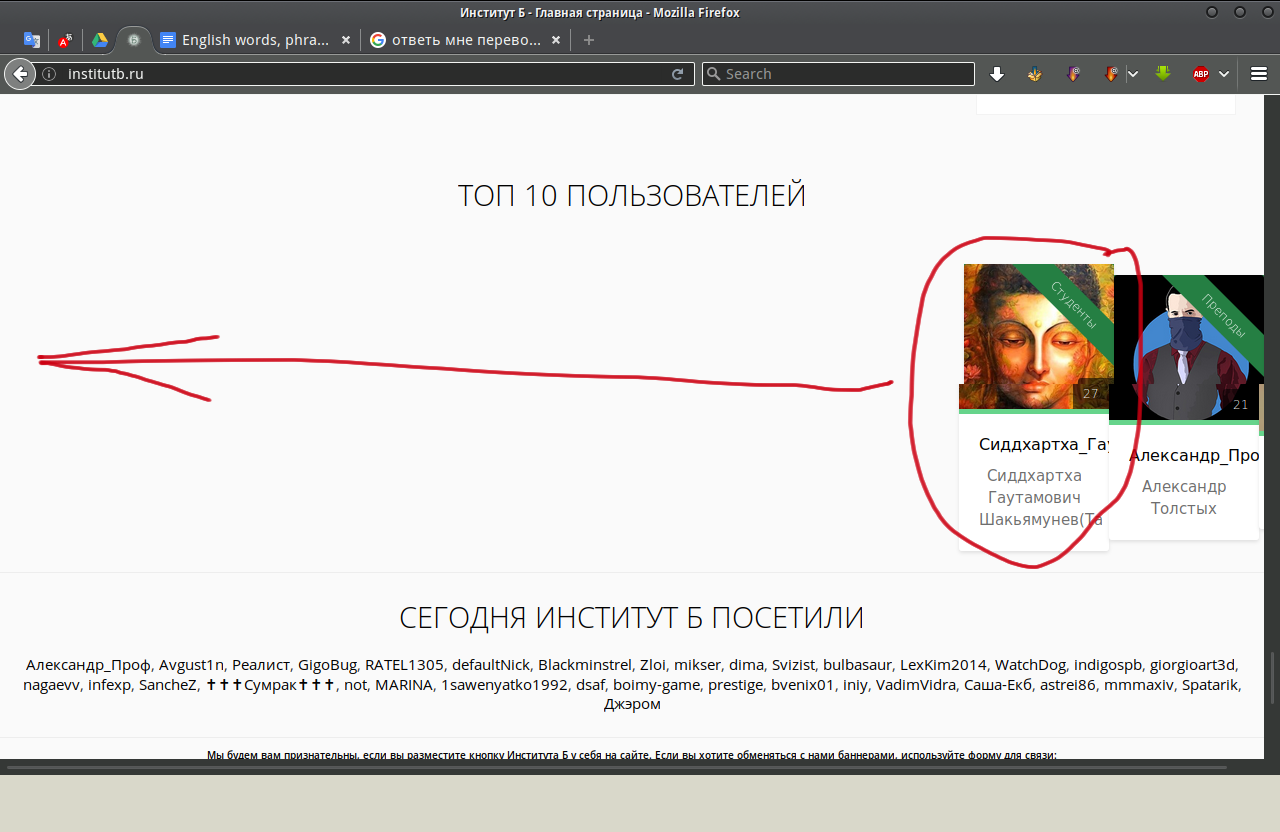 Институт Б - Главная страница - Mozilla Firefox
English words, phra... ответь мне перево...
institutb.ru Search ABP
ТОП 10 ПОЛЬЗОВАТЕЛЕЙ
Студенты
27
Сиддхартха_Гау
Сиддхартха
Гаутамович
Шакьямунев(Та
Преподы
21
Александр_Про
Александр
Толстых
СЕГОДНЯ ИНСТИТУТ Б ПОСЕТИЛИ
Александр_Проф, Avgust1n, Реалист, GigoBug, RATEL1305, defaultNick, Blackminstrel, Zloi, mikser, dima, Svizist, bulbasaur, LexKim2014, WatchDog, indigospb, giorgioart3d,
nagaevv, infexp, SancheZ, ✝✝✝Сумрак✝✝✝, not, MARINA, 1sawenyatko1992, dsaf, boimy-game, prestige, bvenix01, iniy, VadimVidra, Саша-Екб, astrei86, mmmaxiv, Spatarik,
Джэром
Мы будем вам признательны, если вы разместите кнопку Института Б у себя на сайте. Если вы хотите обменяться с нами баннерами, используйте форму для связи: